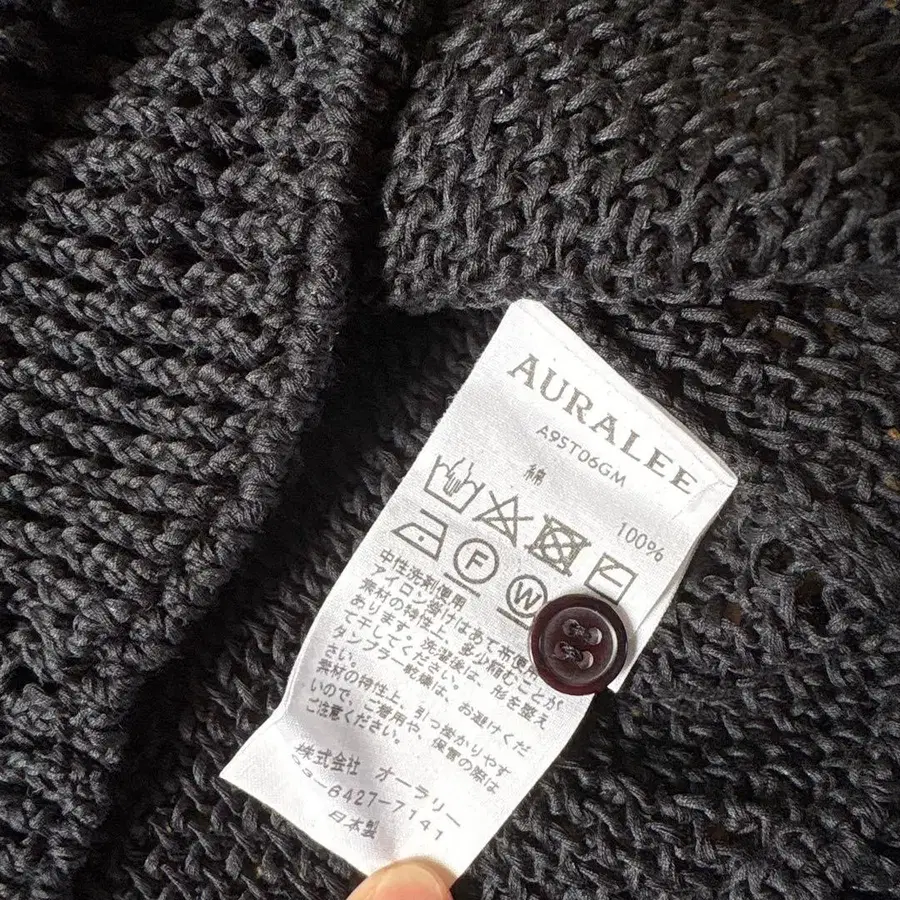 AURALEE
A9ST06GM
綿 100%
F W
中性洗剤使用
アイロン掛けはあて布使用
素材の特性上、多少縮むことが
あります。洗濯後は、形を整え
て干してください。
タンブラー乾燥は、お避けくだ
さい。
素材の特性上、引っ掛かりやす
いので、ご着用や、保管の際は
ご注意ください。
株式会社 オーラリー
-6427-7141
日本製